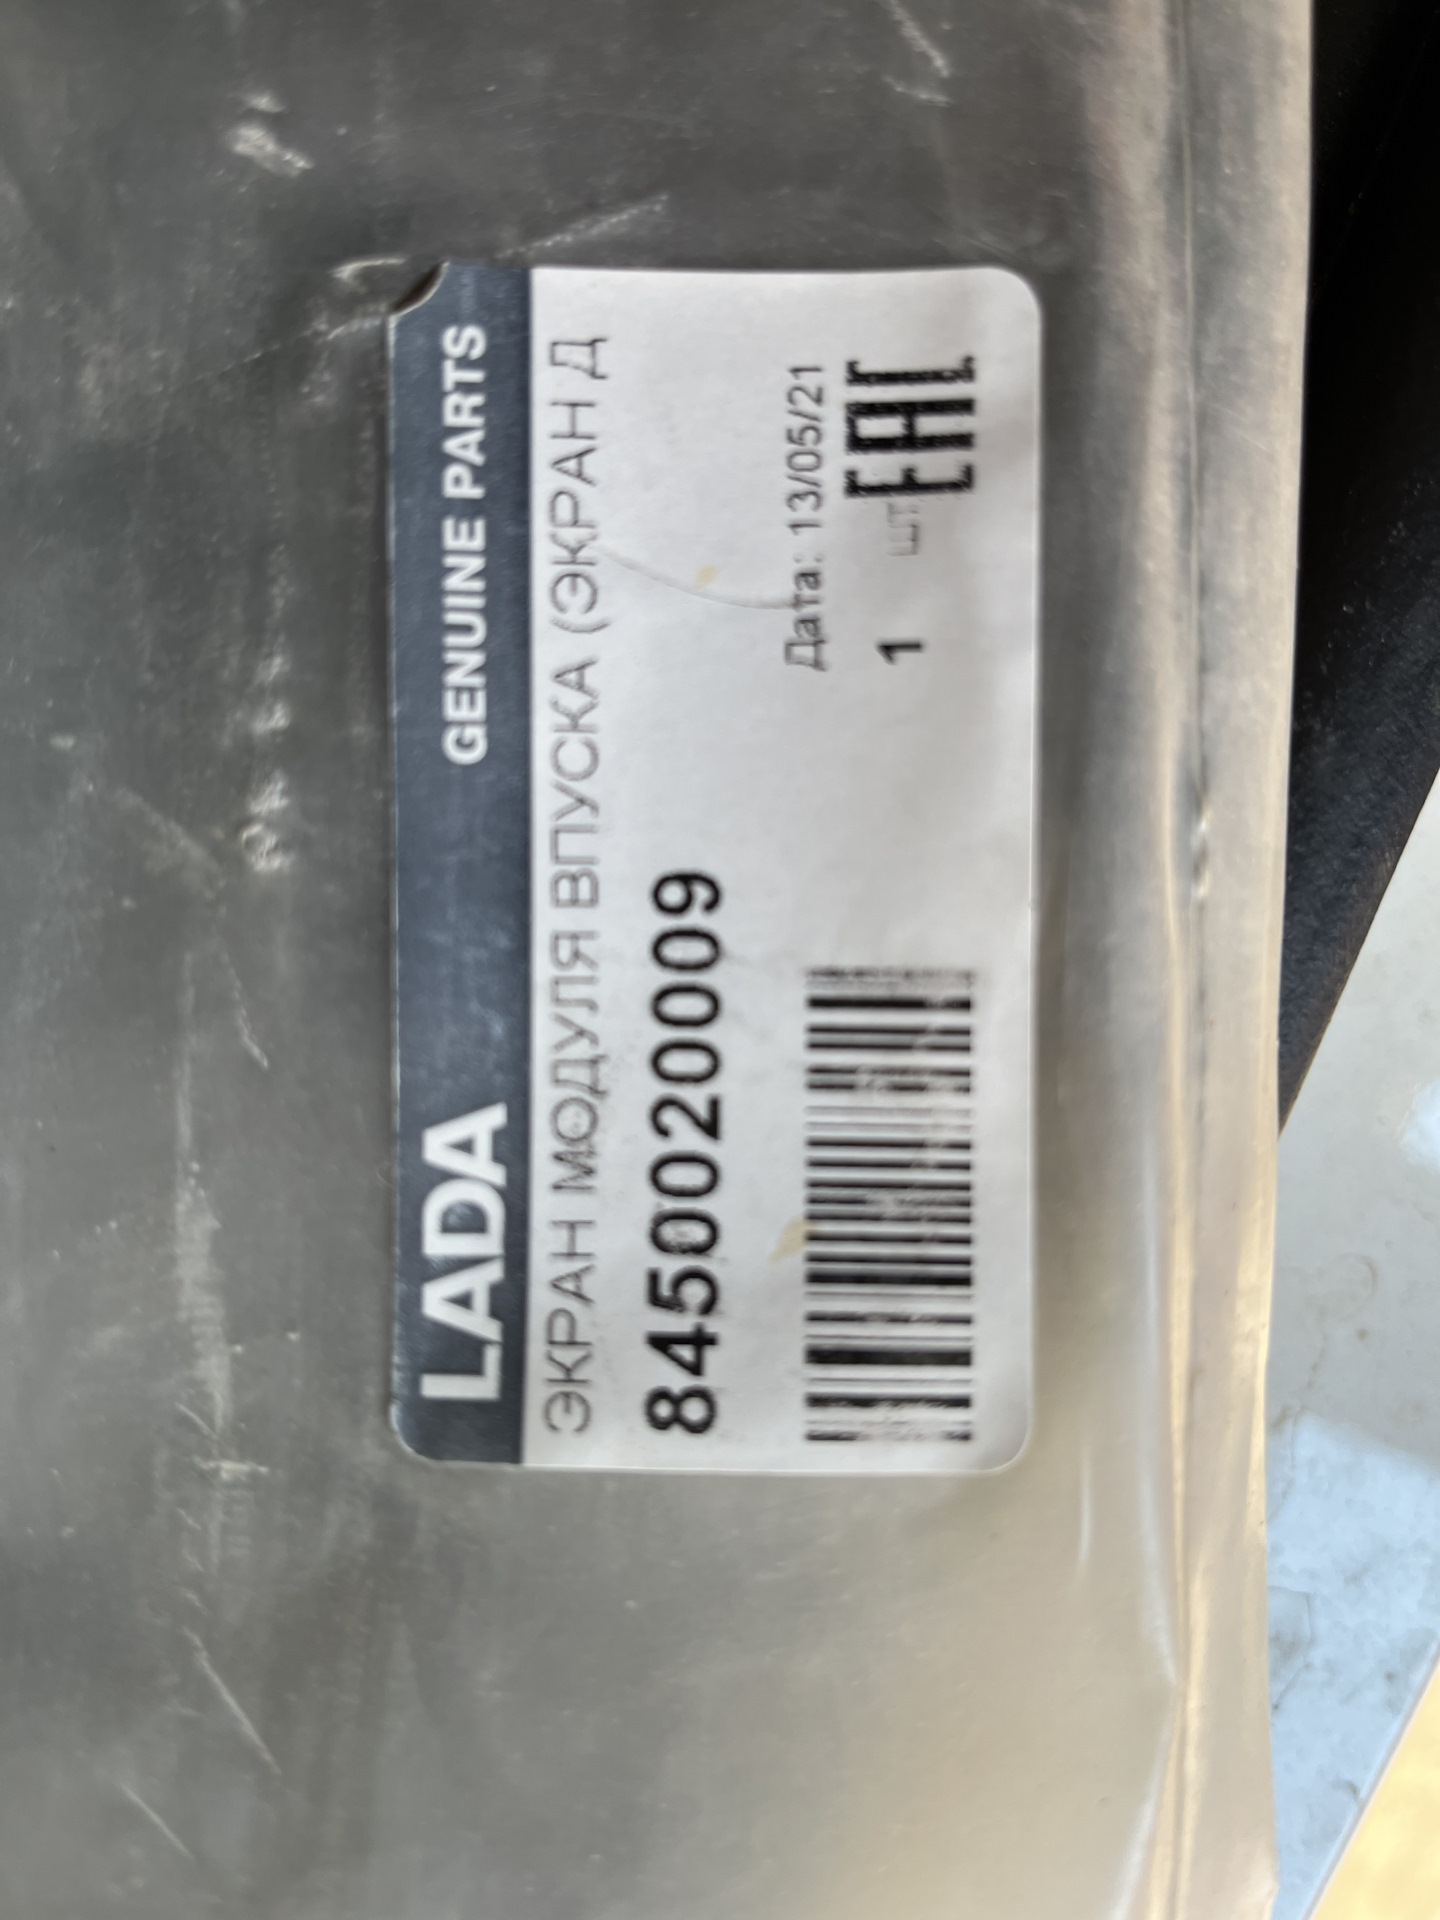 LADA GENUINE PARTS
ЭКРАН МОДУЛЯ ВПУСКА (ЭКРАН Д
8450020009
Дата: 13/05/21
1 ШТ. EAC